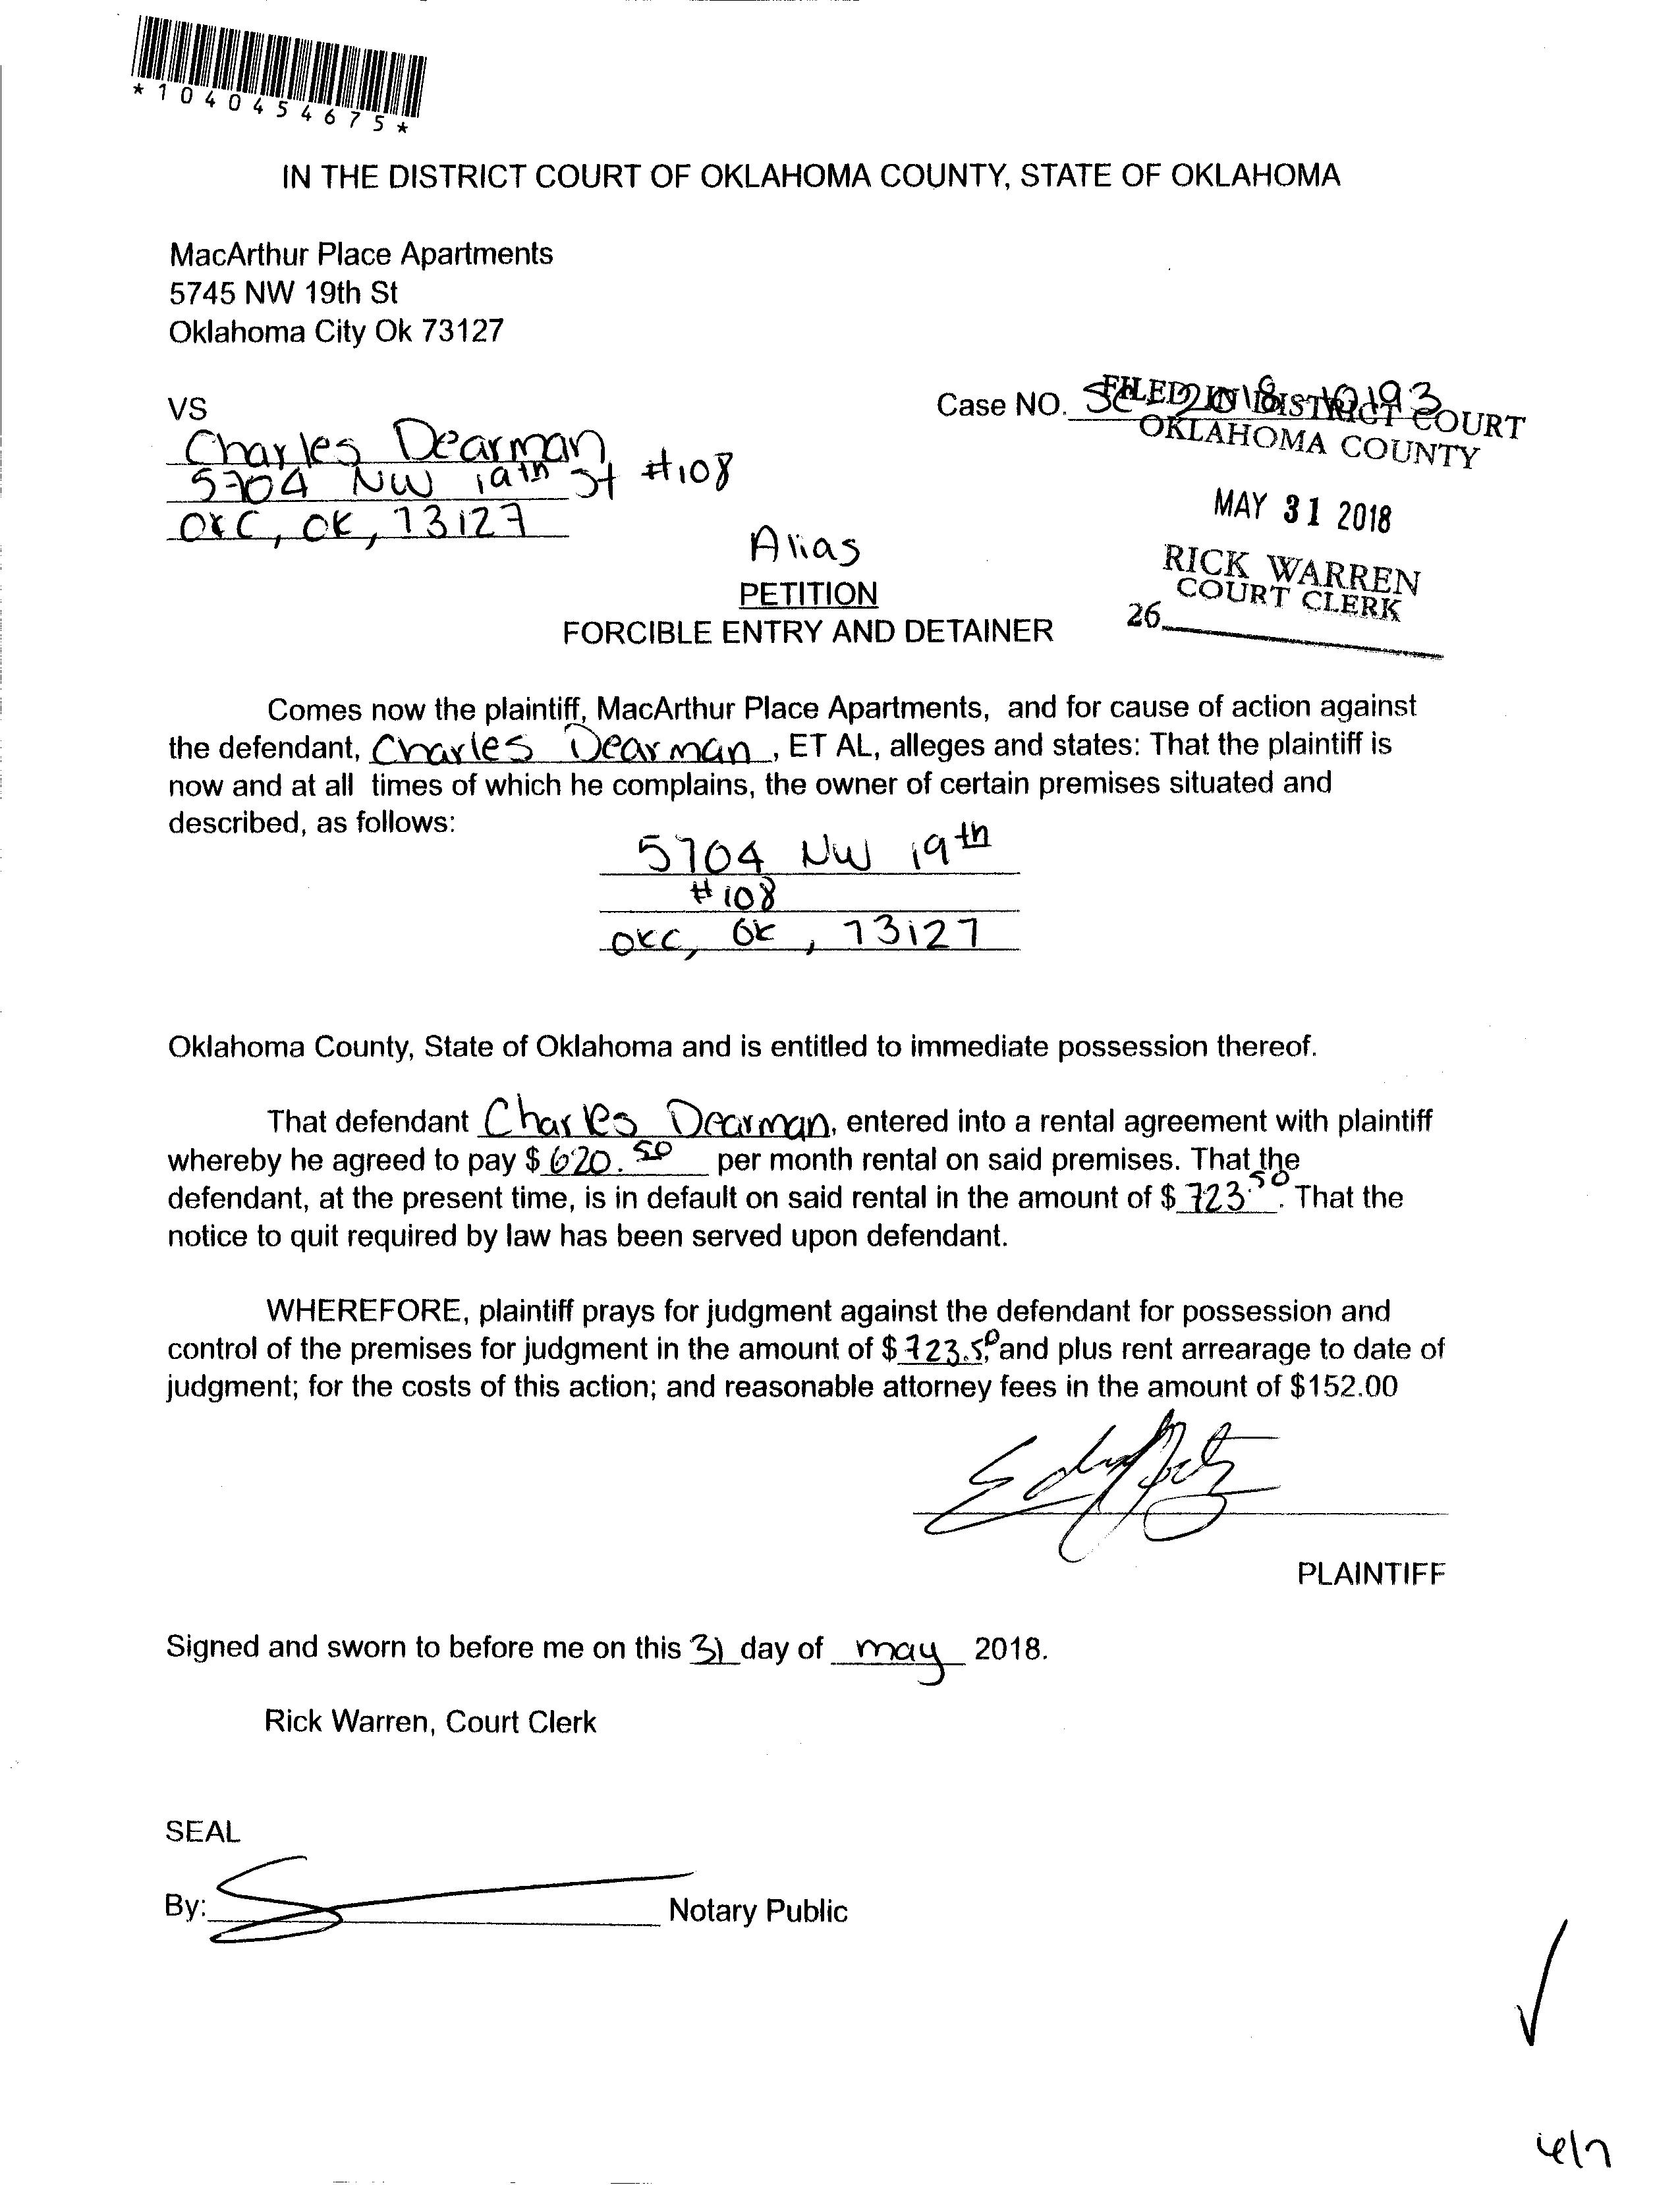 *1040454675*
IN THE DISTRICT COURT OF OKLAHOMA COUNTY, STATE OF OKLAHOMA
MacArthur Place Apartments
5745 NW 19th St
Oklahoma City Ok 73127
VS
Case NO. SC-2018-10193
FILED IN DISTRICT COURT
OKLAHOMA COUNTY
Charles Dearman
5704 NW 19th St #108
OKC, OK, 73127
MAY 31 2018
RICK WARREN
COURT CLERK
26
Alias
PETITION
FORCIBLE ENTRY AND DETAINER
Comes now the plaintiff, MacArthur Place Apartments, and for cause of action against
the defendant, Charles Dearman, ET AL, alleges and states: That the plaintiff is
now and at all times of which he complains, the owner of certain premises situated and
described, as follows:
5704 NW 19th
#108
OKC, OK, 73127
Oklahoma County, State of Oklahoma and is entitled to immediate possession thereof.
That defendant Charles Dearman, entered into a rental agreement with plaintiff
whereby he agreed to pay $ 620.50 per month rental on said premises. That the
defendant, at the present time, is in default on said rental in the amount of $ 723.50. That the
notice to quit required by law has been served upon defendant.
WHEREFORE, plaintiff prays for judgment against the defendant for possession and
control of the premises for judgment in the amount of $ 723.50, and plus rent arrearage to date of
judgment; for the costs of this action; and reasonable attorney fees in the amount of $152.00
PLAINTIFF
Signed and sworn to before me on this 31 day of may 2018.
Rick Warren, Court Clerk
SEAL
By: Notary Public